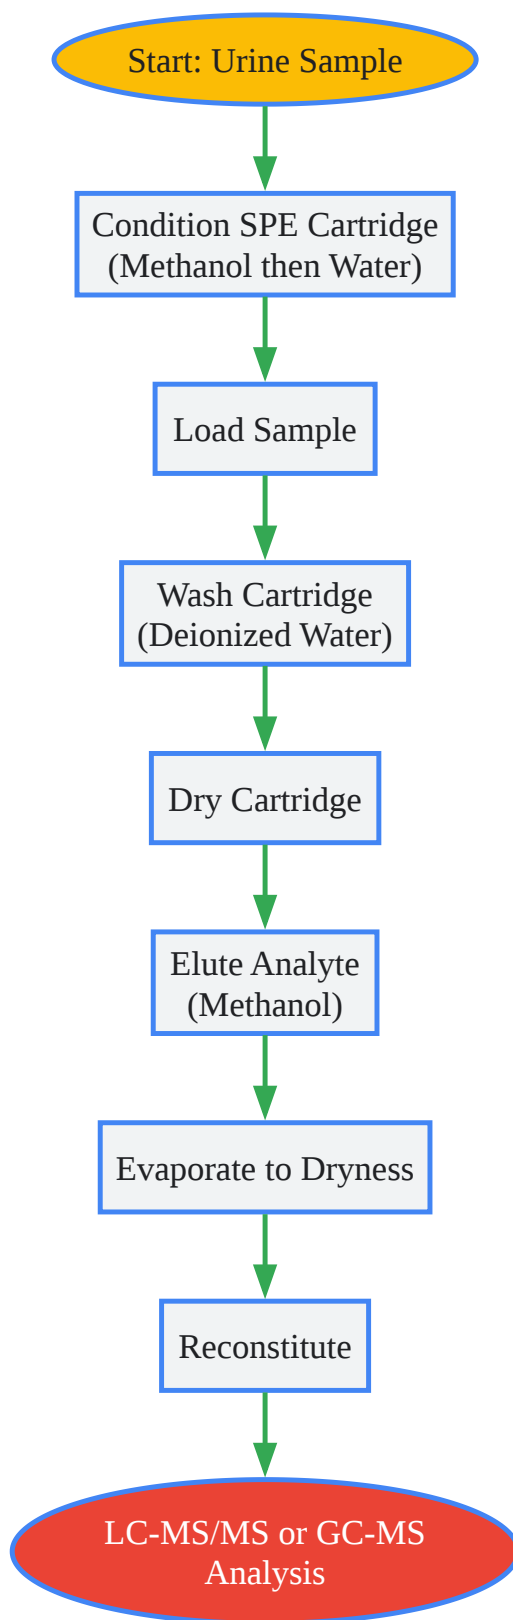 Start: Urine Sample
Condition SPE Cartridge
(Methanol then Water)
Load Sample
Wash Cartridge
(Deionized Water)
Dry Cartridge
Elute Analyte
(Methanol)
Evaporate to Dryness
Reconstitute
LC-MS/MS or GC-MS
Analysis